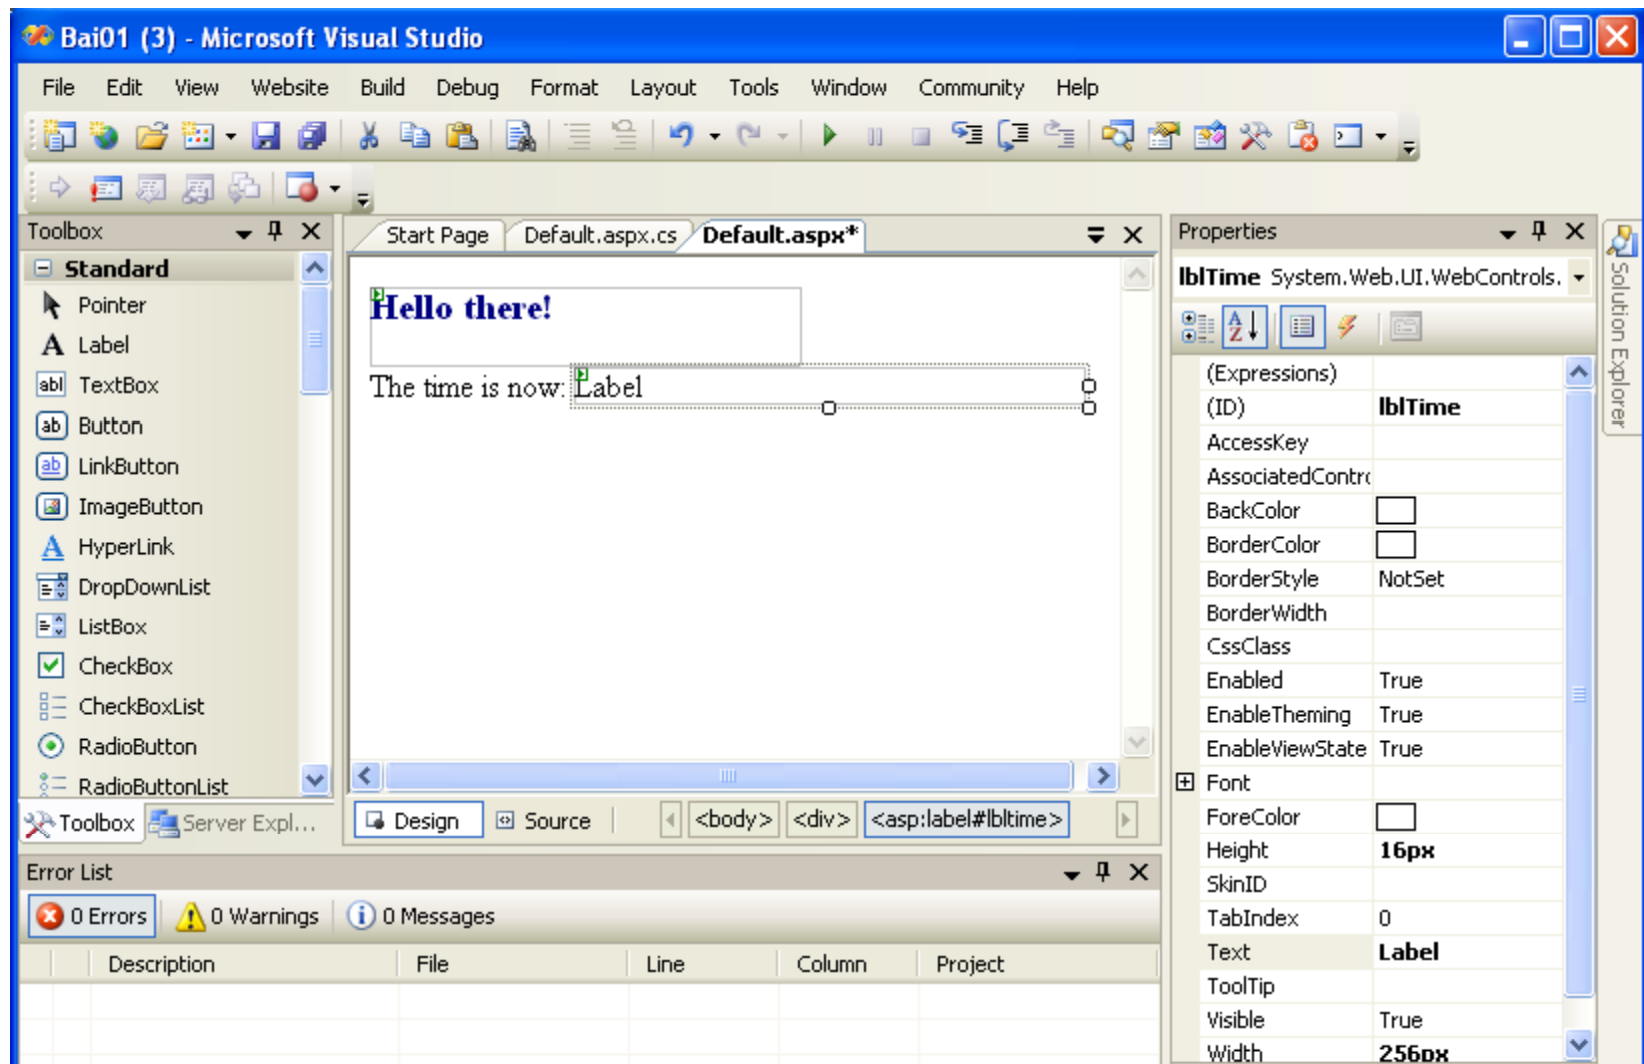 Bai01 (3) - Microsoft Visual Studio
File Edit View Website Build Debug Format Layout Tools Window Community Help
Toolbox
Standard
Pointer
A Label
abl TextBox
ab Button
ab LinkButton
ImageButton
A HyperLink
DropDownList
ListBox
CheckBox
CheckBoxList
RadioButton
RadioButtonList
Toolbox Server Expl...
Start Page Default.aspx.cs Default.aspx*
Hello there!
The time is now: Label
Design Source <body> <div> <asp:label#lbltime>
Error List
0 Errors 0 Warnings 0 Messages
Description File Line Column Project
Properties
lblTime System.Web.UI.WebControls.
(Expressions)
(ID) lblTime
AccessKey
AssociatedContro
BackColor
BorderColor
BorderStyle NotSet
BorderWidth
CssClass
Enabled True
EnableTheming True
EnableViewState True
Font
ForeColor
Height 16px
SkinID
TabIndex 0
Text Label
ToolTip
Visible True
Width 256px
Solution Explorer